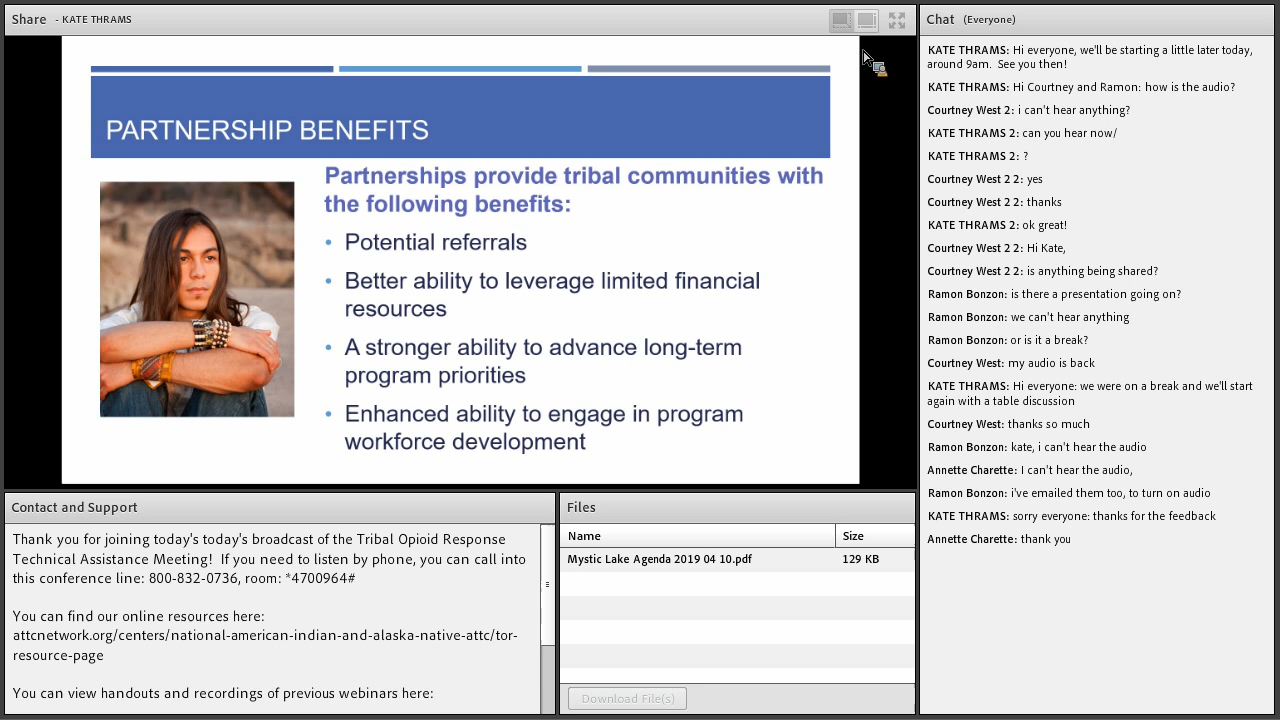 Share - KATE THRAMS
PARTNERSHIP BENEFITS
Partnerships provide tribal communities with
the following benefits:
• Potential referrals
• Better ability to leverage limited financial
resources
• A stronger ability to advance long-term
program priorities
• Enhanced ability to engage in program
workforce development
Contact and Support
Thank you for joining today's today's broadcast of the Tribal Opioid Response
Technical Assistance Meeting! If you need to listen by phone, you can call into
this conference line: 800-832-0736, room: *4700964#
You can find our online resources here:
attcnetwork.org/centers/national-american-indian-and-alaska-native-attc/tor-
resource-page
You can view handouts and recordings of previous webinars here:
Files
Name Size
Mystic Lake Agenda 2019 04 10.pdf 129 KB
Download File(s)
Chat (Everyone)
KATE THRAMS: Hi everyone, we'll be starting a little later today,
around 9am. See you then!
KATE THRAMS: Hi Courtney and Ramon: how is the audio?
Courtney West 2: i can't hear anything?
KATE THRAMS 2: can you hear now/
KATE THRAMS 2: ?
Courtney West 2 2: yes
Courtney West 2 2: thanks
KATE THRAMS 2: ok great!
Courtney West 2 2: Hi Kate,
Courtney West 2 2: is anything being shared?
Ramon Bonzon: is there a presentation going on?
Ramon Bonzon: we can't hear anything
Ramon Bonzon: or is it a break?
Courtney West: my audio is back
KATE THRAMS: Hi everyone: we were on a break and we'll start
again with a table discussion
Courtney West: thanks so much
Ramon Bonzon: kate, i can't hear the audio
Annette Charette: I can't hear the audio,
Ramon Bonzon: i've emailed them too, to turn on audio
KATE THRAMS: sorry everyone: thanks for the feedback
Annette Charette: thank you